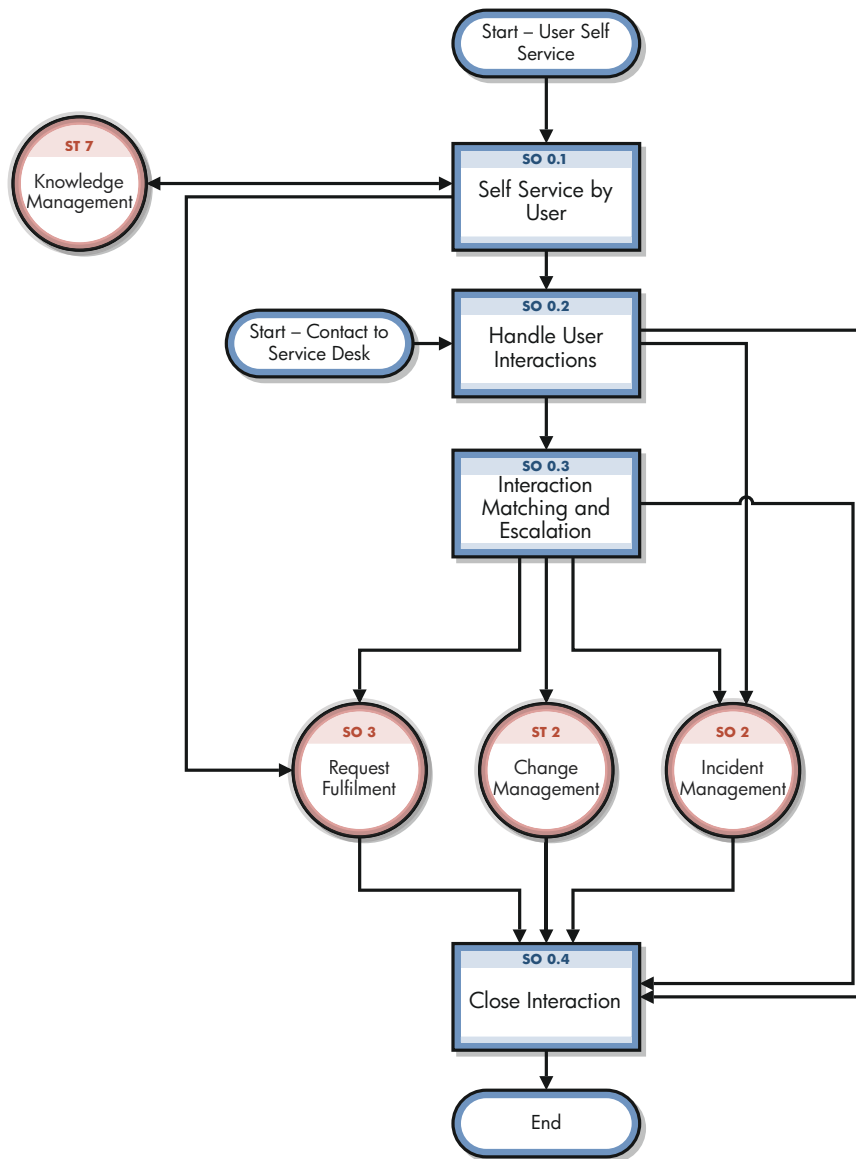 Start – User Self
Service
ST 7
Knowledge
Management
SO 0.1
Self Service by
User
SO 0.2
Handle User
Interactions
Start – Contact to
Service Desk
SO 0.3
Interaction
Matching and
Escalation
SO 3
Request
Fulfilment
ST 2
Change
Management
SO 2
Incident
Management
SO 0.4
Close Interaction
End